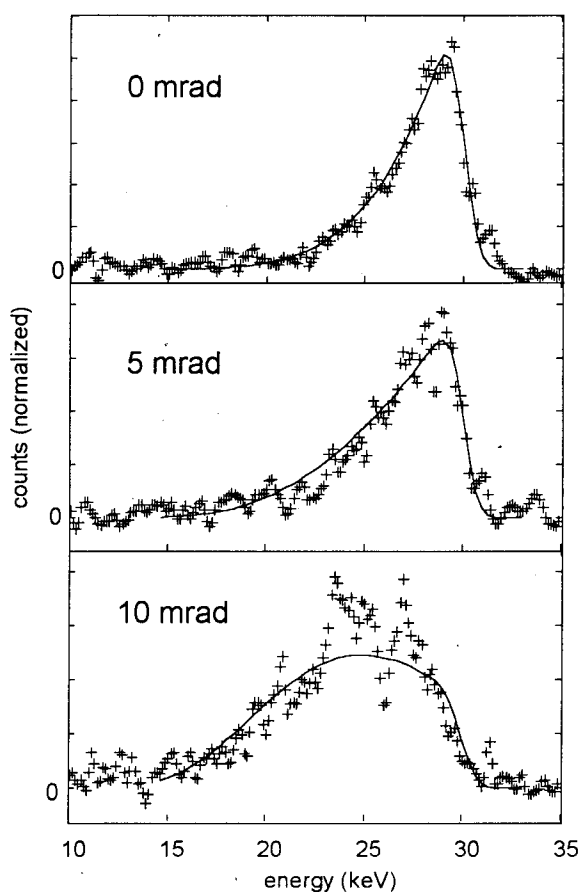 0 mrad
0
5 mrad
0
counts (normalized)
10 mrad
0
10 15 20 25 30 35
energy (keV)